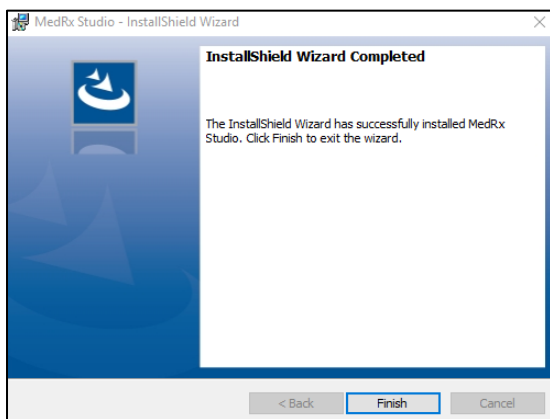 MedRx Studio - InstallShield Wizard
InstallShield Wizard Completed
The InstallShield Wizard has successfully installed MedRx
Studio. Click Finish to exit the wizard.
< Back
Finish
Cancel